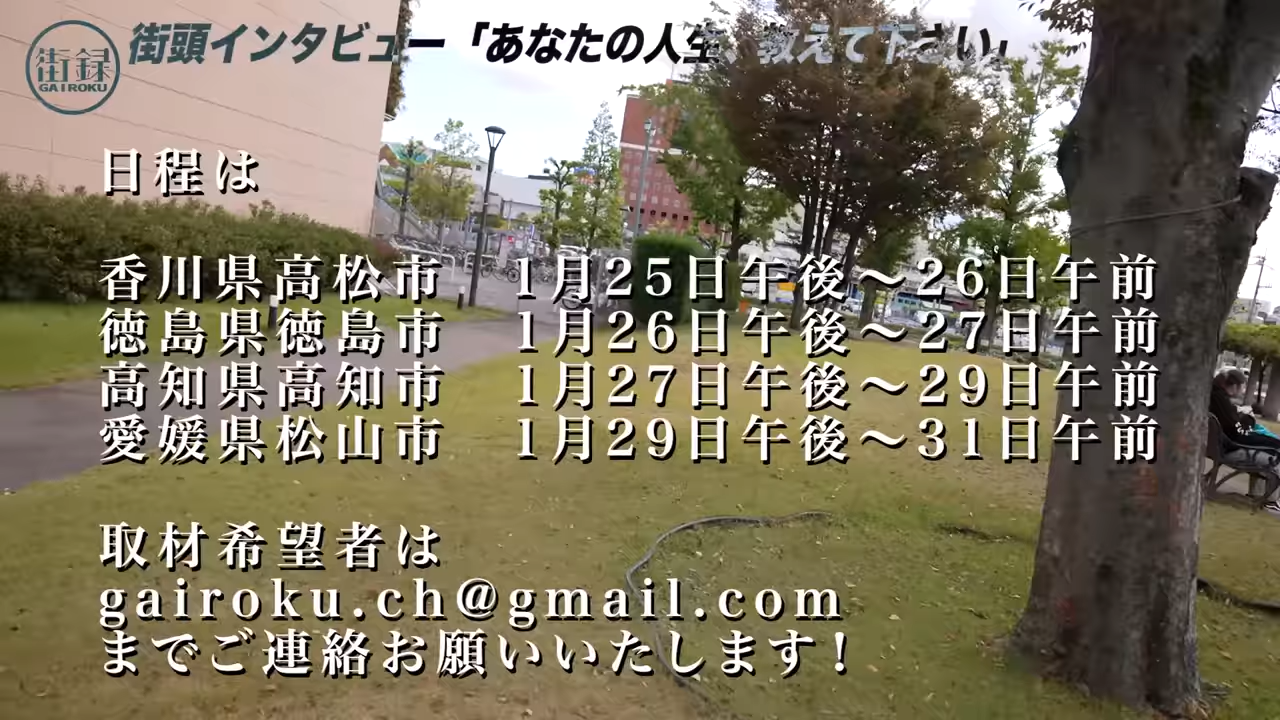 街録
GAIROKU
街頭インタビュー「あなたの人生、教えて下さい」
日程は
香川県高松市　1月25日午後～26日午前
徳島県徳島市　1月26日午後～27日午前
高知県高知市　1月27日午後～29日午前
愛媛県松山市　1月29日午後～31日午前
取材希望者は
gairoku.ch@gmail.com
までご連絡お願いいたします！